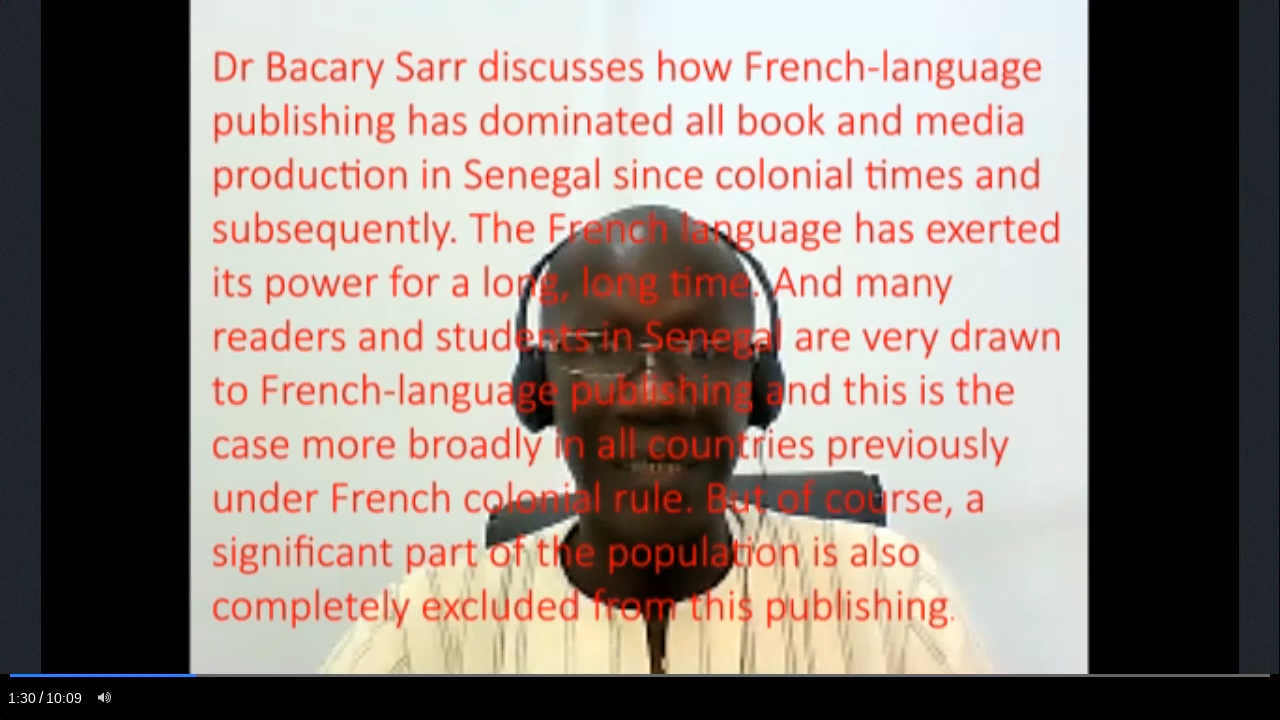 Dr Bacary Sarr discusses how French-language
publishing has dominated all book and media
production in Senegal since colonial times and
subsequently. The French language has exerted
its power for a long, long time. And many
readers and students in Senegal are very drawn
to French-language publishing and this is the
case more broadly in all countries previously
under French colonial rule. But of course, a
significant part of the population is also
completely excluded from this publishing.
1:30 / 10:09